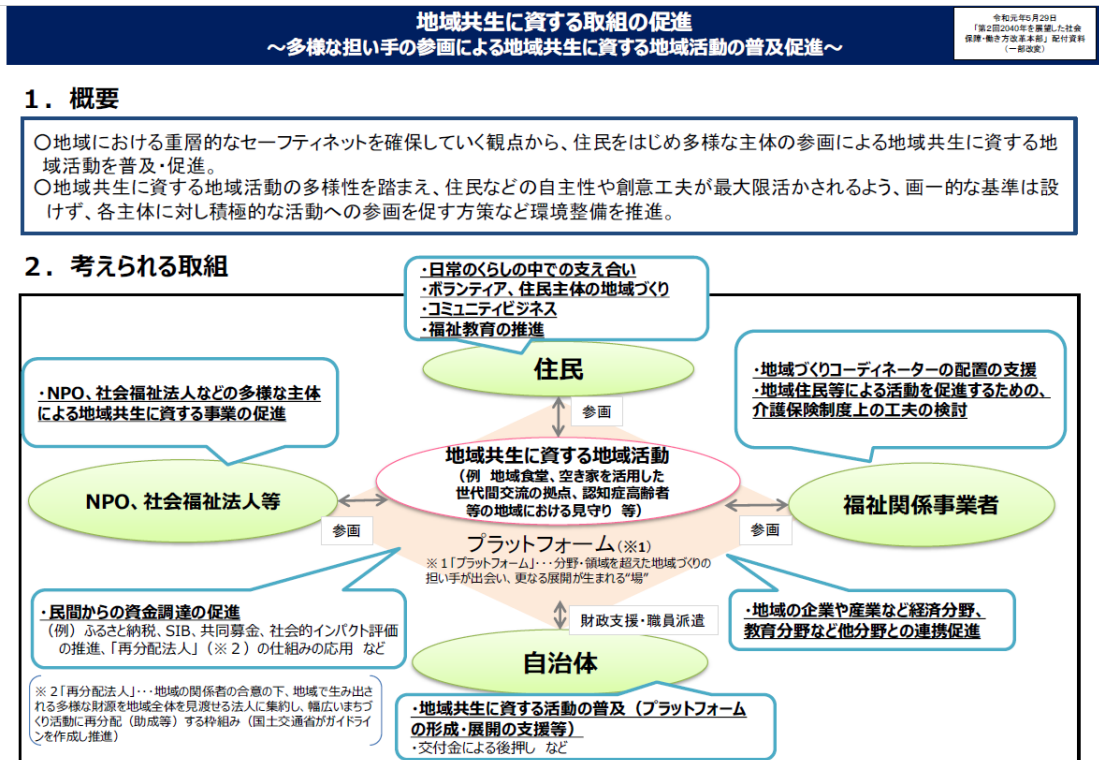 地域共生に資する取組の促進
～多様な担い手の参画による地域共生に資する地域活動の普及促進～
令和元年5月29日
「第2回2040年を展望した社会
保障・働き方改革本部」配付資料
（一部改変）
１．概要
○地域における重層的なセーフティネットを確保していく観点から、住民をはじめ多様な主体の参画による地域共生に資する地
域活動を普及・促進。
○地域共生に資する地域活動の多様性を踏まえ、住民などの自主性や創意工夫が最大限活かされるよう、画一的な基準は設
けず、各主体に対し積極的な活動への参画を促す方策など環境整備を推進。
２．考えられる取組
・日常のくらしの中での支え合い
・ボランティア、住民主体の地域づくり
・コミュニティビジネス
・福祉教育の推進
住民
参画
・NPO、社会福祉法人などの多様な主体
による地域共生に資する事業の促進
NPO、社会福祉法人等
参画
・地域づくりコーディネーターの配置の支援
・地域住民等による活動を促進するための、
介護保険制度上の工夫の検討
福祉関係事業者
参画
地域共生に資する地域活動
（例　地域食堂、空き家を活用した
世代間交流の拠点、認知症高齢者
等の地域における見守り　等）
プラットフォーム（※1）
※１「プラットフォーム」･･･分野・領域を超えた地域づくりの
担い手が出会い、更なる展開が生まれる“場”
・民間からの資金調達の促進
（例）ふるさと納税、SIB、共同募金、社会的インパクト評価
の推進、「再分配法人」（※２）の仕組みの応用　など
※２「再分配法人」･･･地域の関係者の合意の下、地域で生み出さ
れる多様な財源を地域全体を見渡せる法人に集約し、幅広いまちづ
くり活動に再分配（助成等）する枠組み（国土交通省がガイドライ
ンを作成し推進）
財政支援・職員派遣
・地域の企業や産業など経済分野、
教育分野など他分野との連携促進
自治体
・地域共生に資する活動の普及（プラットフォーム
の形成・展開の支援等）
・交付金による後押し　など